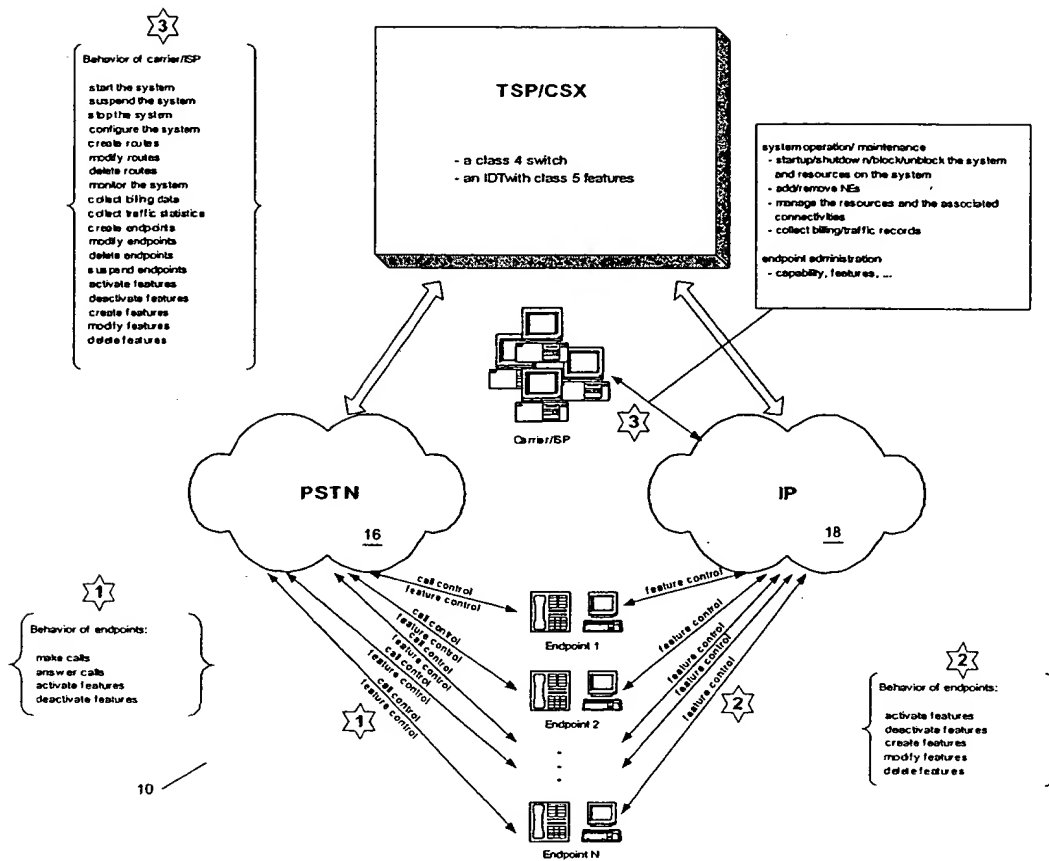 3
Behavior of carrier/ISP
start the system
suspend the system
stop the system
configure the system
create routes
modify routes
delete routes
monitor the system
collect billing data
collect traffic statistics
create endpoints
modify endpoints
delete endpoints
suspend endpoints
activate features
deactivate features
create features
modify features
delete features
TSP/CSX
- a class 4 switch
- an IDTwith class 5 features
system operation/ maintenance
- startup/shutdown/block/unblock the system
and resources on the system
- add/remove NEs
- manage the resources and the associated
connectivities
- collect billing/traffic records
endpoint administration
- capability, features, ...
3
Carrier/ISP
PSTN
16
IP
18
1
Behavior of endpoints:
make calls
answer calls
activate features
deactivate features
call control
feature control
feature control
Endpoint 1
call control
feature control
call control
feature control
call control
feature control
call control
feature control
feature control
feature control
feature control
feature control
Endpoint 2
1
2
. . .
Endpoint N
2
Behavior of endpoints:
activate features
deactivate features
create features
modify features
delete features
10